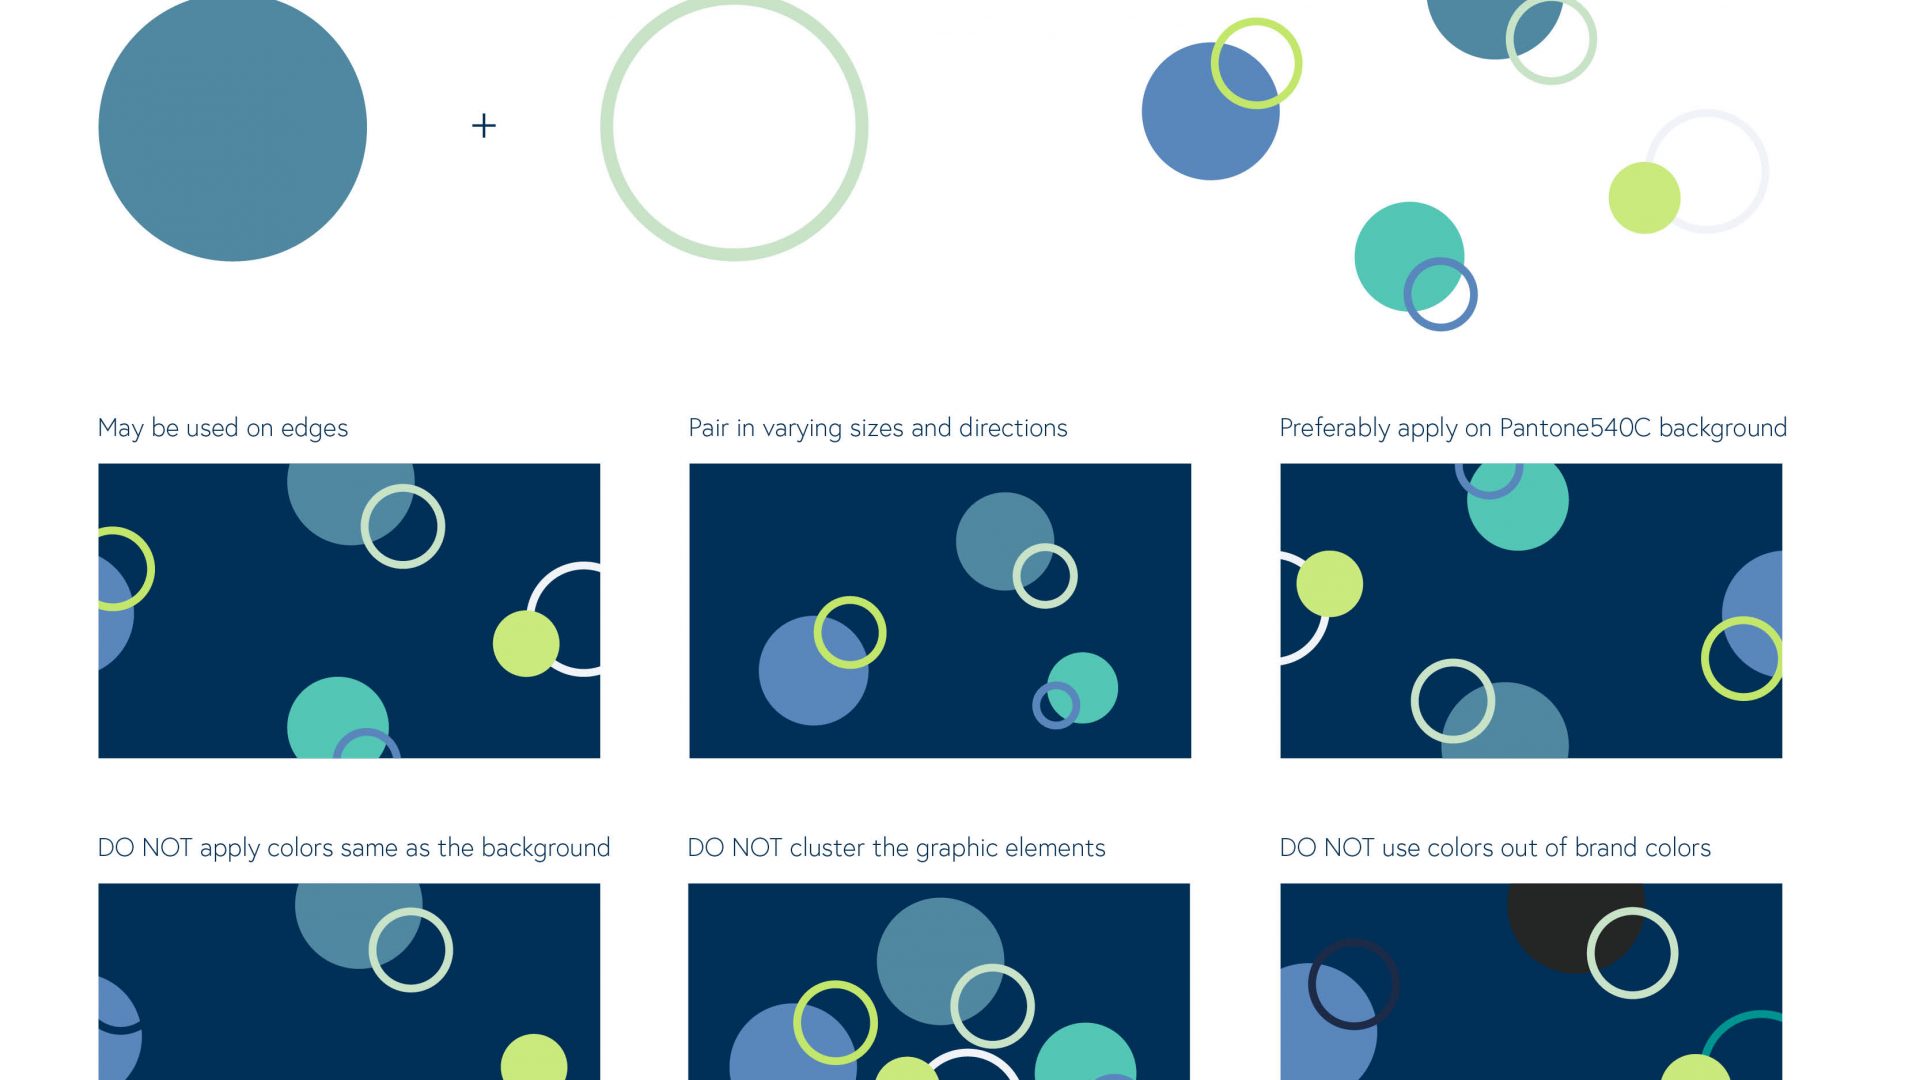 +
May be used on edges
Pair in varying sizes and directions
Preferably apply on Pantone540C background
DO NOT apply colors same as the background
DO NOT cluster the graphic elements
DO NOT use colors out of brand colors